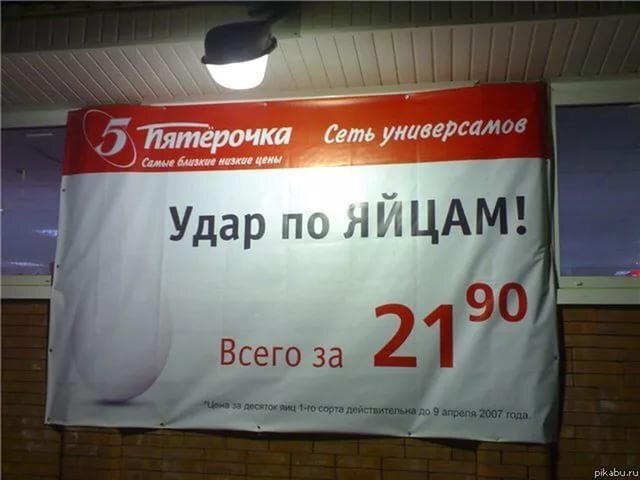 5 Пятёрочка Сеть универсамов
Самые близкие низкие цены
Удар по ЯЙЦАМ!
Всего за 21 90
*Цена за десяток яиц 1-го сорта действительна до 9 апреля 2007 года.
pikabu.ru